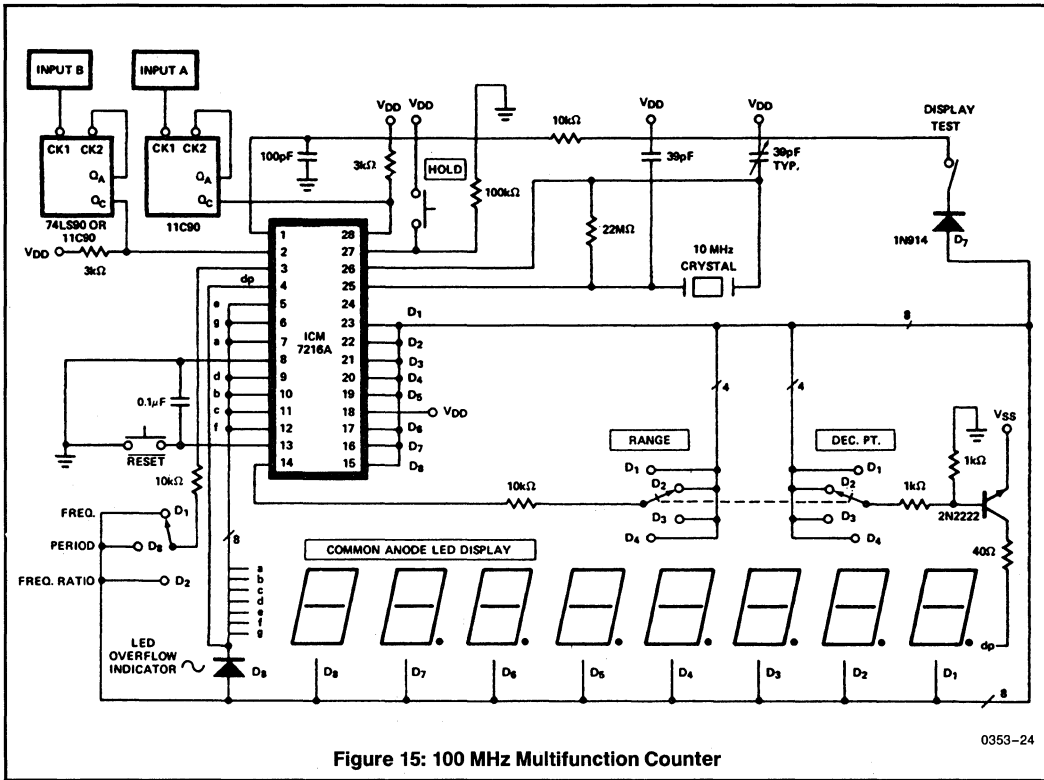 INPUT B
INPUT A
VDD VDD
VDD
VDD
DISPLAY
TEST
CK1 CK2
CK1 CK2
100pF
3kΩ
HOLD
10kΩ
39pF
39pF
TYP.
QA
QC
QA
QC
100kΩ
74LS90 OR
11C90
11C90
22MΩ
10 MHz
CRYSTAL
1N914
D7
VDD
3kΩ
dp
ICM
7216A
1 28
2 27
3 26
4 25
5 24
6 23
7 22
8 21
9 20
10 19
11 18
12 17
13 16
14 15
e
g
a
d
b
c
f
D1
D2
D3
D4
D5
VDD
D6
D7
D8
8
4
4
0.1μF
RESET
10kΩ
RANGE
DEC. PT.
VSS
1kΩ
D1
D2
D3
D4
D1
D2
D3
D4
10kΩ
1kΩ
2N2222
40Ω
FREQ.
D1
PERIOD
D8
FREQ. RATIO
D2
8
COMMON ANODE LED DISPLAY
a
b
c
d
e
f
g
dp
LED
OVERFLOW
INDICATOR
D8
D8 D7 D6 D5 D4 D3 D2 D1
8
0353–24
Figure 15: 100 MHz Multifunction Counter